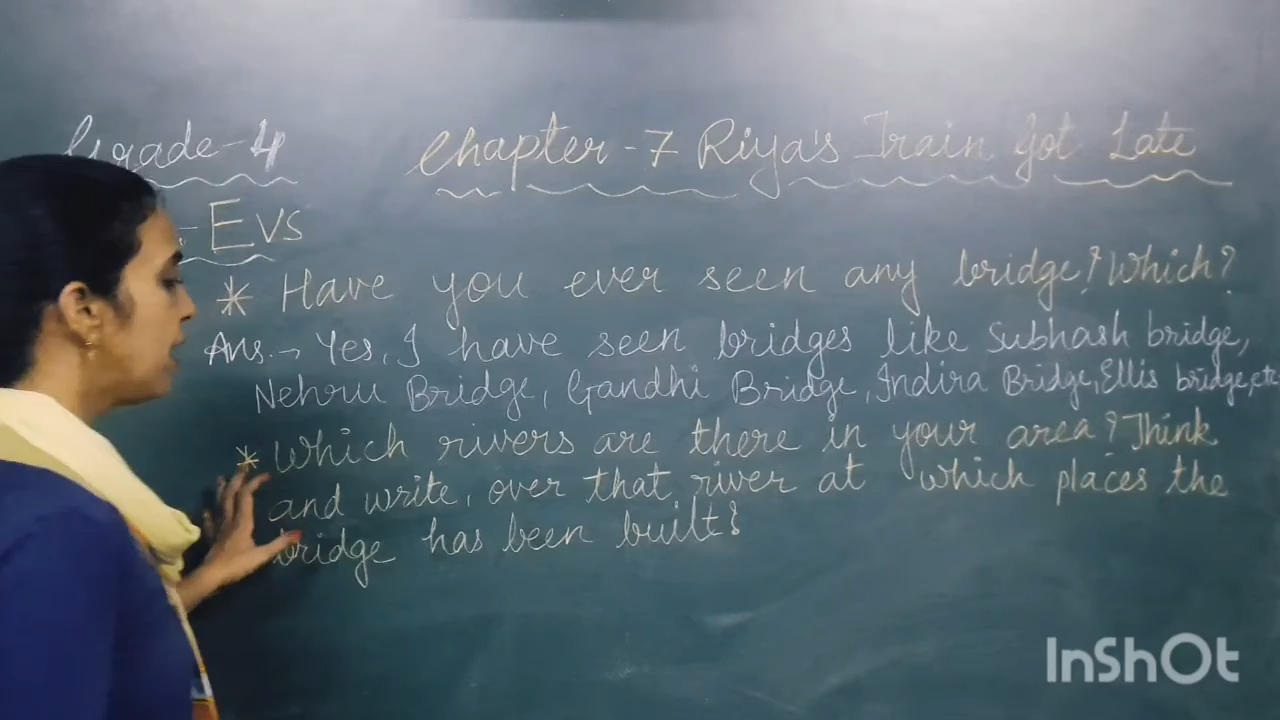 Grade-4 Chapter-7 Riya's Train Got Late
:- EVS
* Have you ever seen any bridge? Which?
Ans. → Yes, I have seen bridges like Subhash bridge,
Nehru Bridge, Gandhi Bridge, Indira Bridge, Ellis bridge, etc
* Which rivers are there in your area? Think
and write, over that river at which places the
bridge has been built?
InShOt